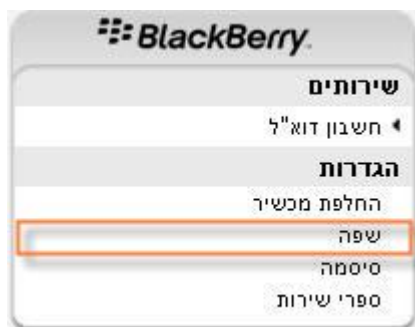 BlackBerry.
שירותים
חשבון דוא"ל
הגדרות
החלפת מכשיר
שפה
סיסמה
ספרי שירות